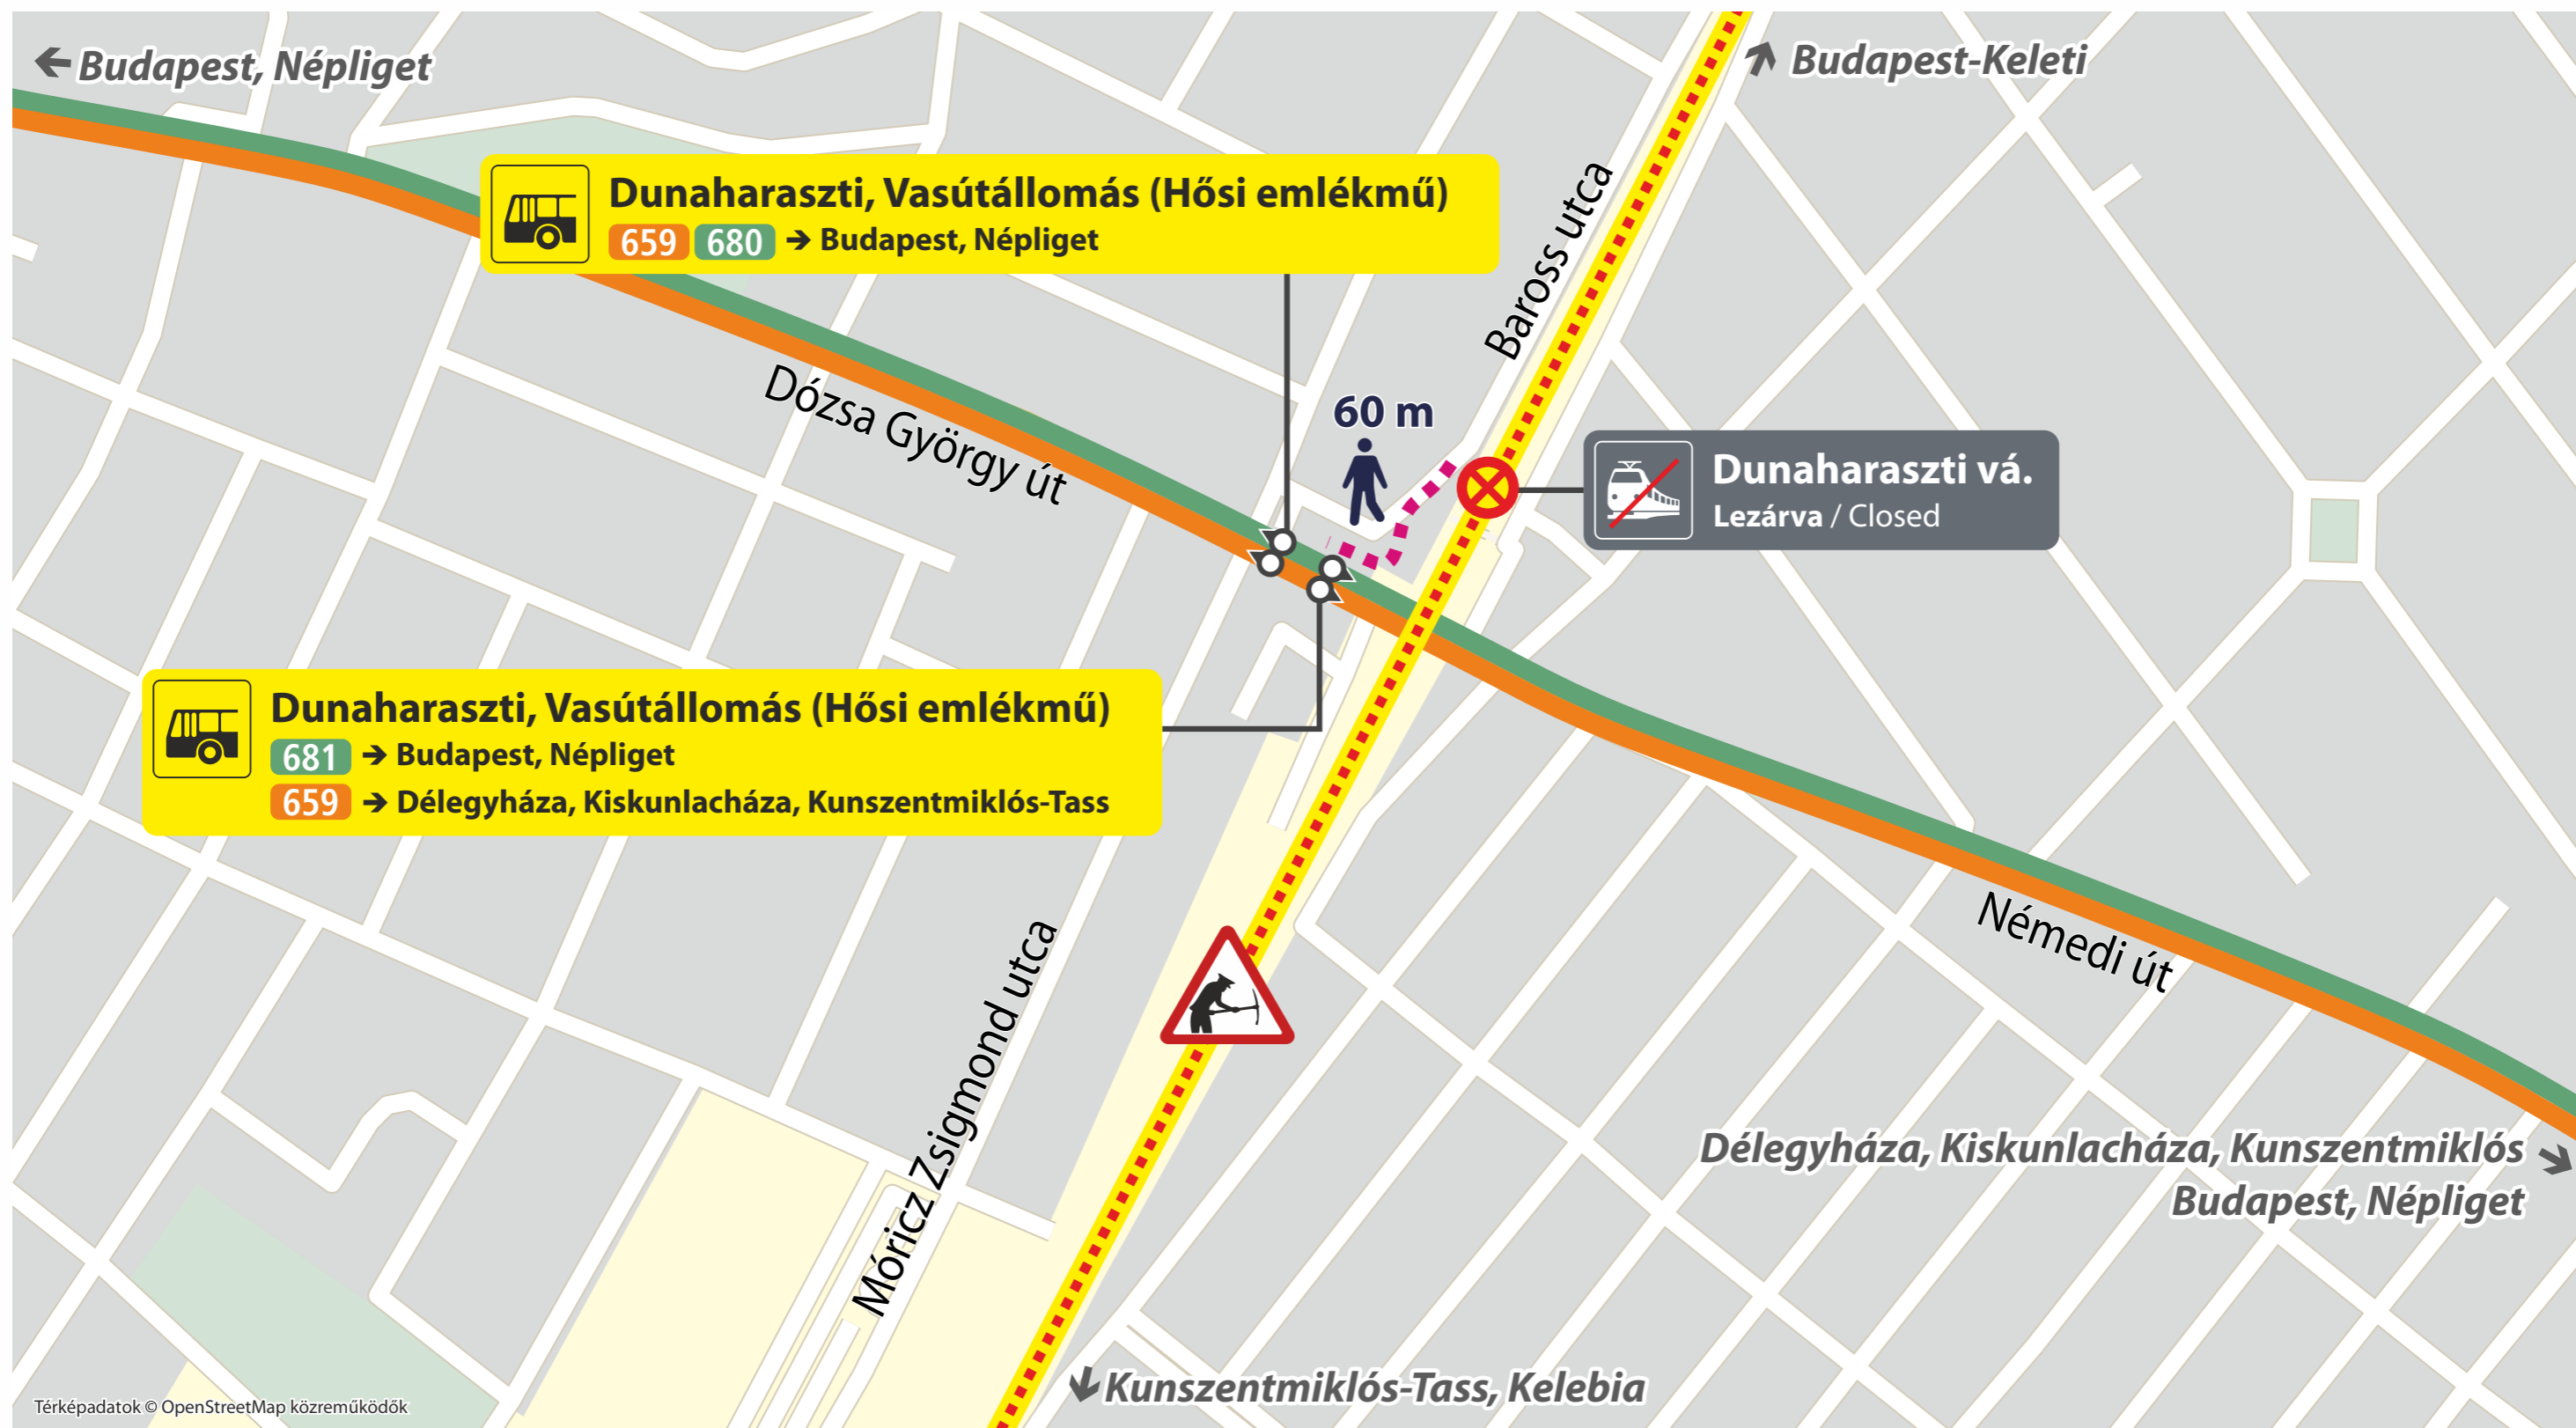 Budapest, Népliget
Budapest-Keleti
Dunaharaszti, Vasútállomás (Hősi emlékmű)
659 680 → Budapest, Népliget
Baross utca
Dózsa György út
60 m
Dunaharaszti vá.
Lezárva / Closed
Dunaharaszti, Vasútállomás (Hősi emlékmű)
681 → Budapest, Népliget
659 → Délegyháza, Kiskunlacháza, Kunszentmiklós-Tass
Némedi út
Móricz Zsigmond utca
Délegyháza, Kiskunlacháza, Kunszentmiklós
Budapest, Népliget
Kunszentmiklós-Tass, Kelebia
Térképadatok © OpenStreetMap közreműködők